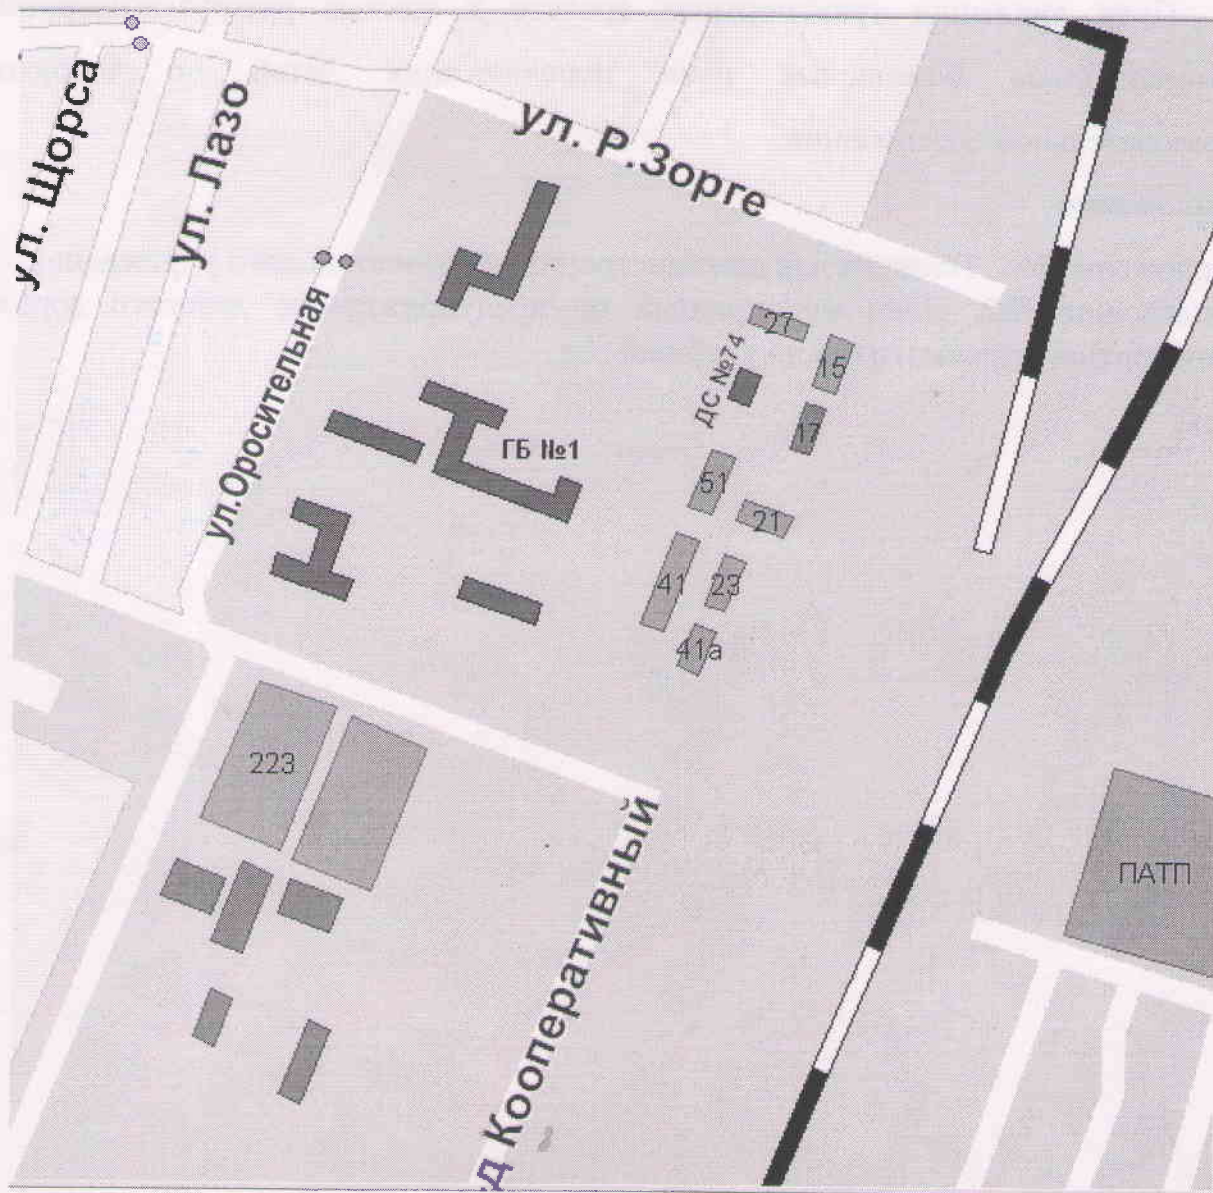 ул. Щорса
ул. Лазо
ул. Р.Зорге
ул.Оросительная
27
15
ДС №74
17
ГБ №1
51
21
41
23
41а
223
ПАТП
д Кооперативный